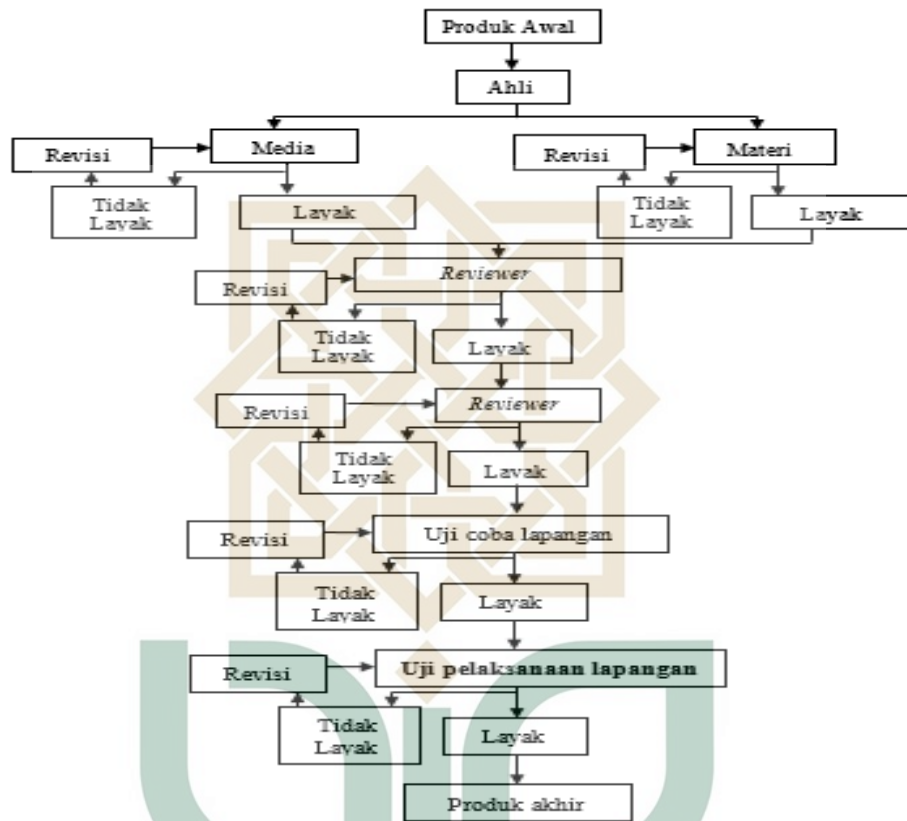 Produk Awal
Ahli
Revisi
Media
Revisi
Materi
Tidak
Layak
Layak
Tidak
Layak
Layak
Revisi
Reviewer
Tidak
Layak
Layak
Revisi
Reviewer
Tidak
Layak
Layak
Revisi
Uji coba lapangan
Tidak
Layak
Layak
Revisi
Uji pelaksanaan lapangan
Tidak
Layak
Layak
Produk akhir